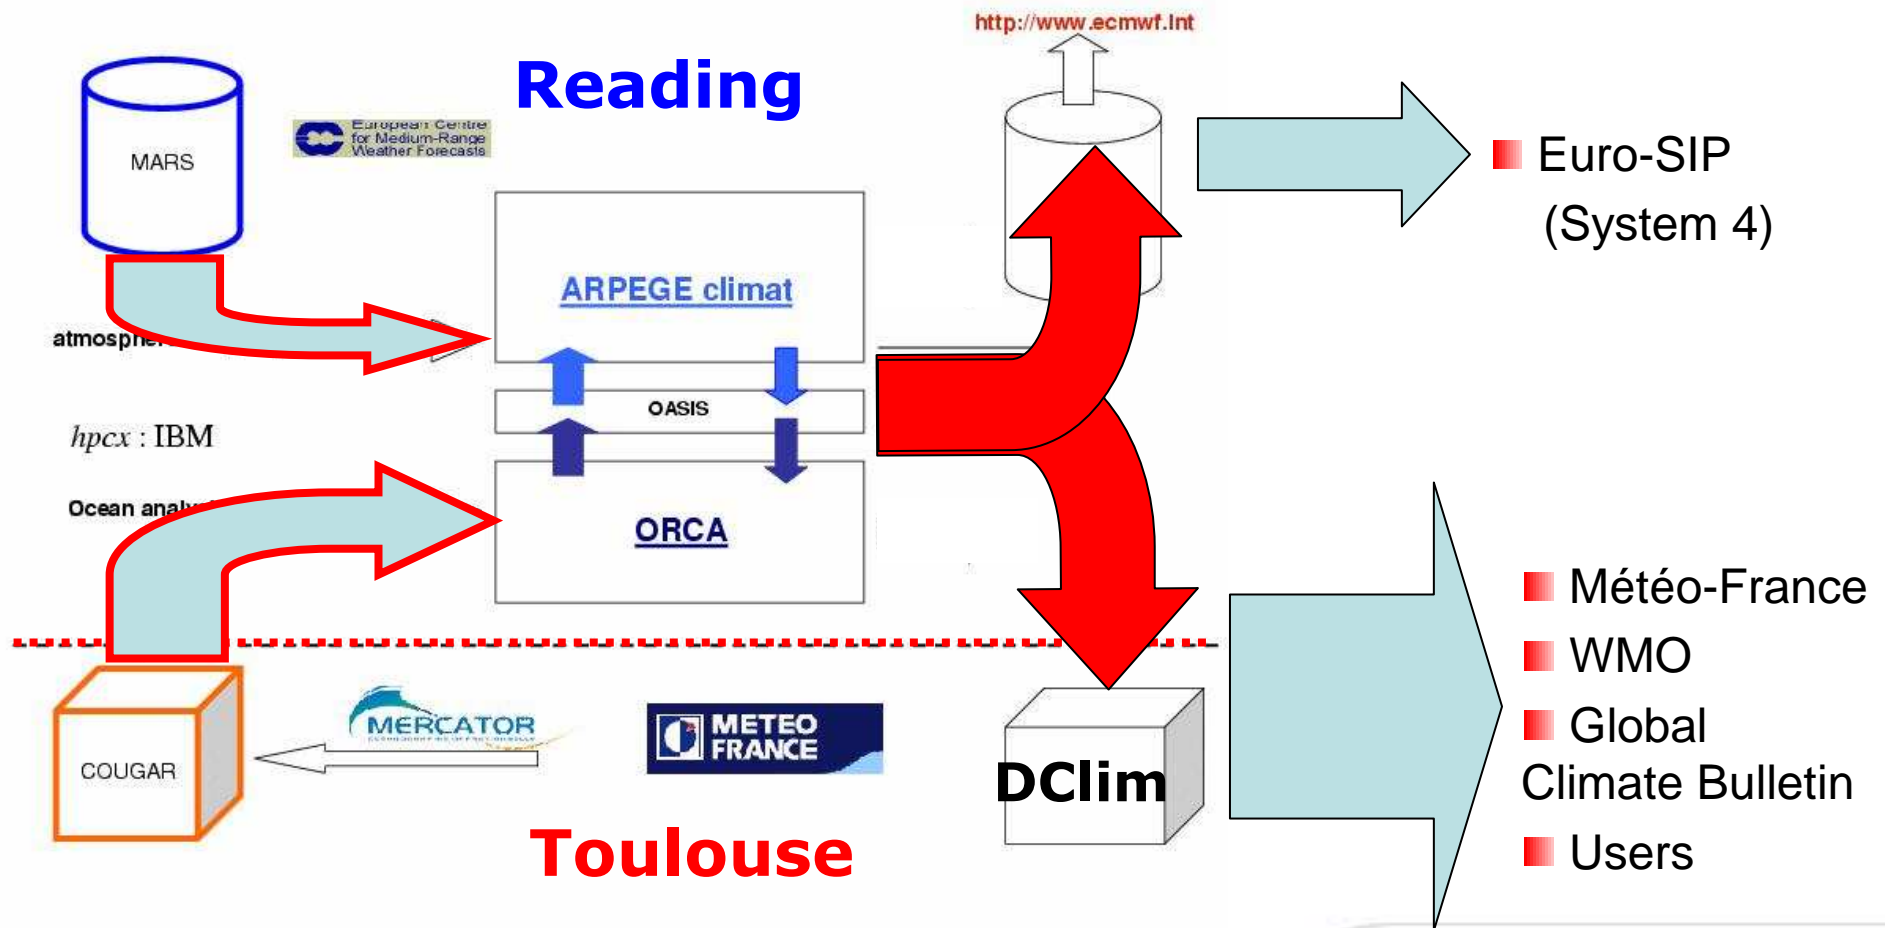 http://www.ecmwf.Int
Reading
European Centre
for Medium-Range
Weather Forecasts
MARS
Euro-SIP
(System 4)
ARPEGE climat
OASIS
hpcx : IBM
Ocean
ORCA
Météo-France
WMO
Global
Climate Bulletin
Users
MERCATOR
METEO
FRANCE
COUGAR
DClim
Toulouse